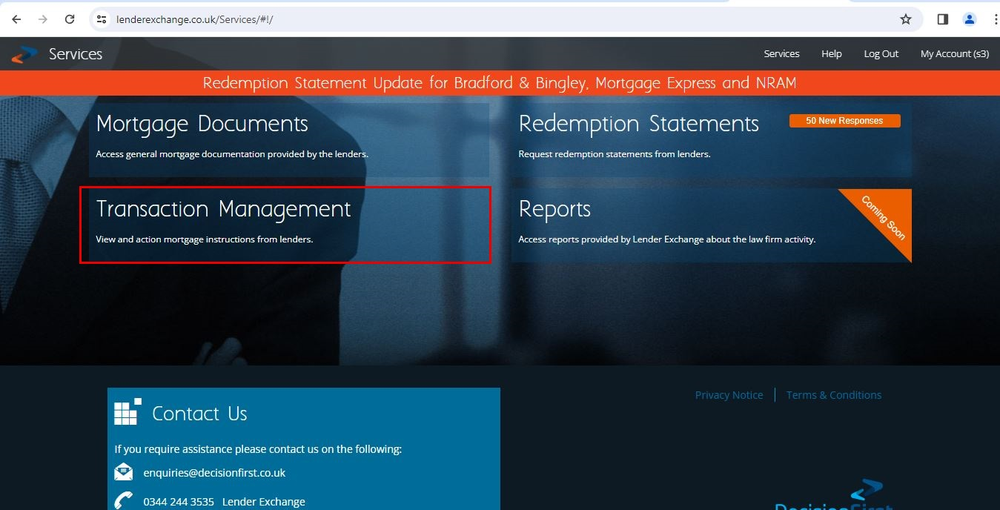 lenderexchange.co.uk/Services/#!/
Services
Services Help Log Out My Account (s3)
Redemption Statement Update for Bradford & Bingley, Mortgage Express and NRAM
Mortgage Documents
Access general mortgage documentation provided by the lenders.
Redemption Statements
50 New Responses
Request redemption statements from lenders.
Transaction Management
View and action mortgage instructions from lenders.
Reports
Coming Soon
Access reports provided by Lender Exchange about the law firm activity.
Contact Us
If you require assistance please contact us on the following:
enquiries@decisionfirst.co.uk
0344 244 3535 Lender Exchange
Privacy Notice Terms & Conditions
DecisionFirst